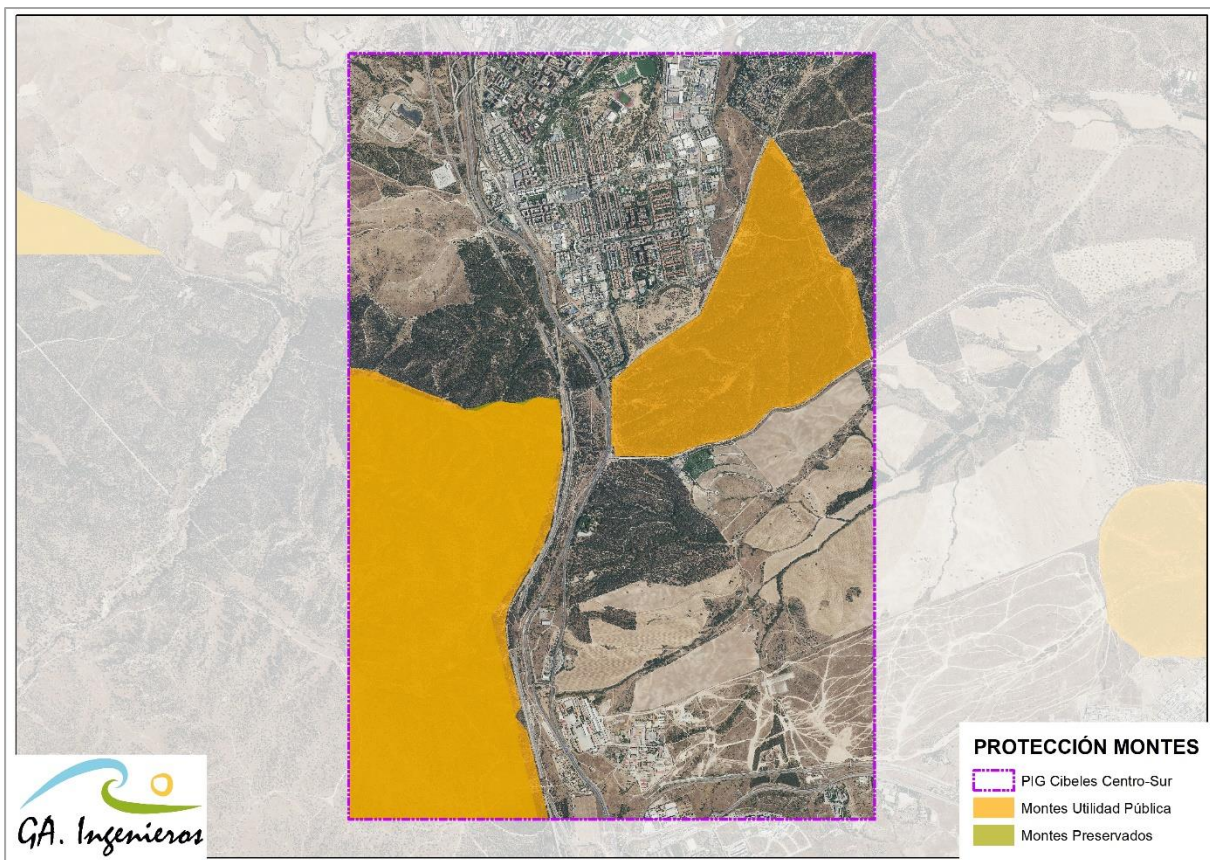 PROTECCIÓN MONTES
PIG Cibeles Centro-Sur
Montes Utilidad Pública
Montes Preservados
GA. Ingenieros